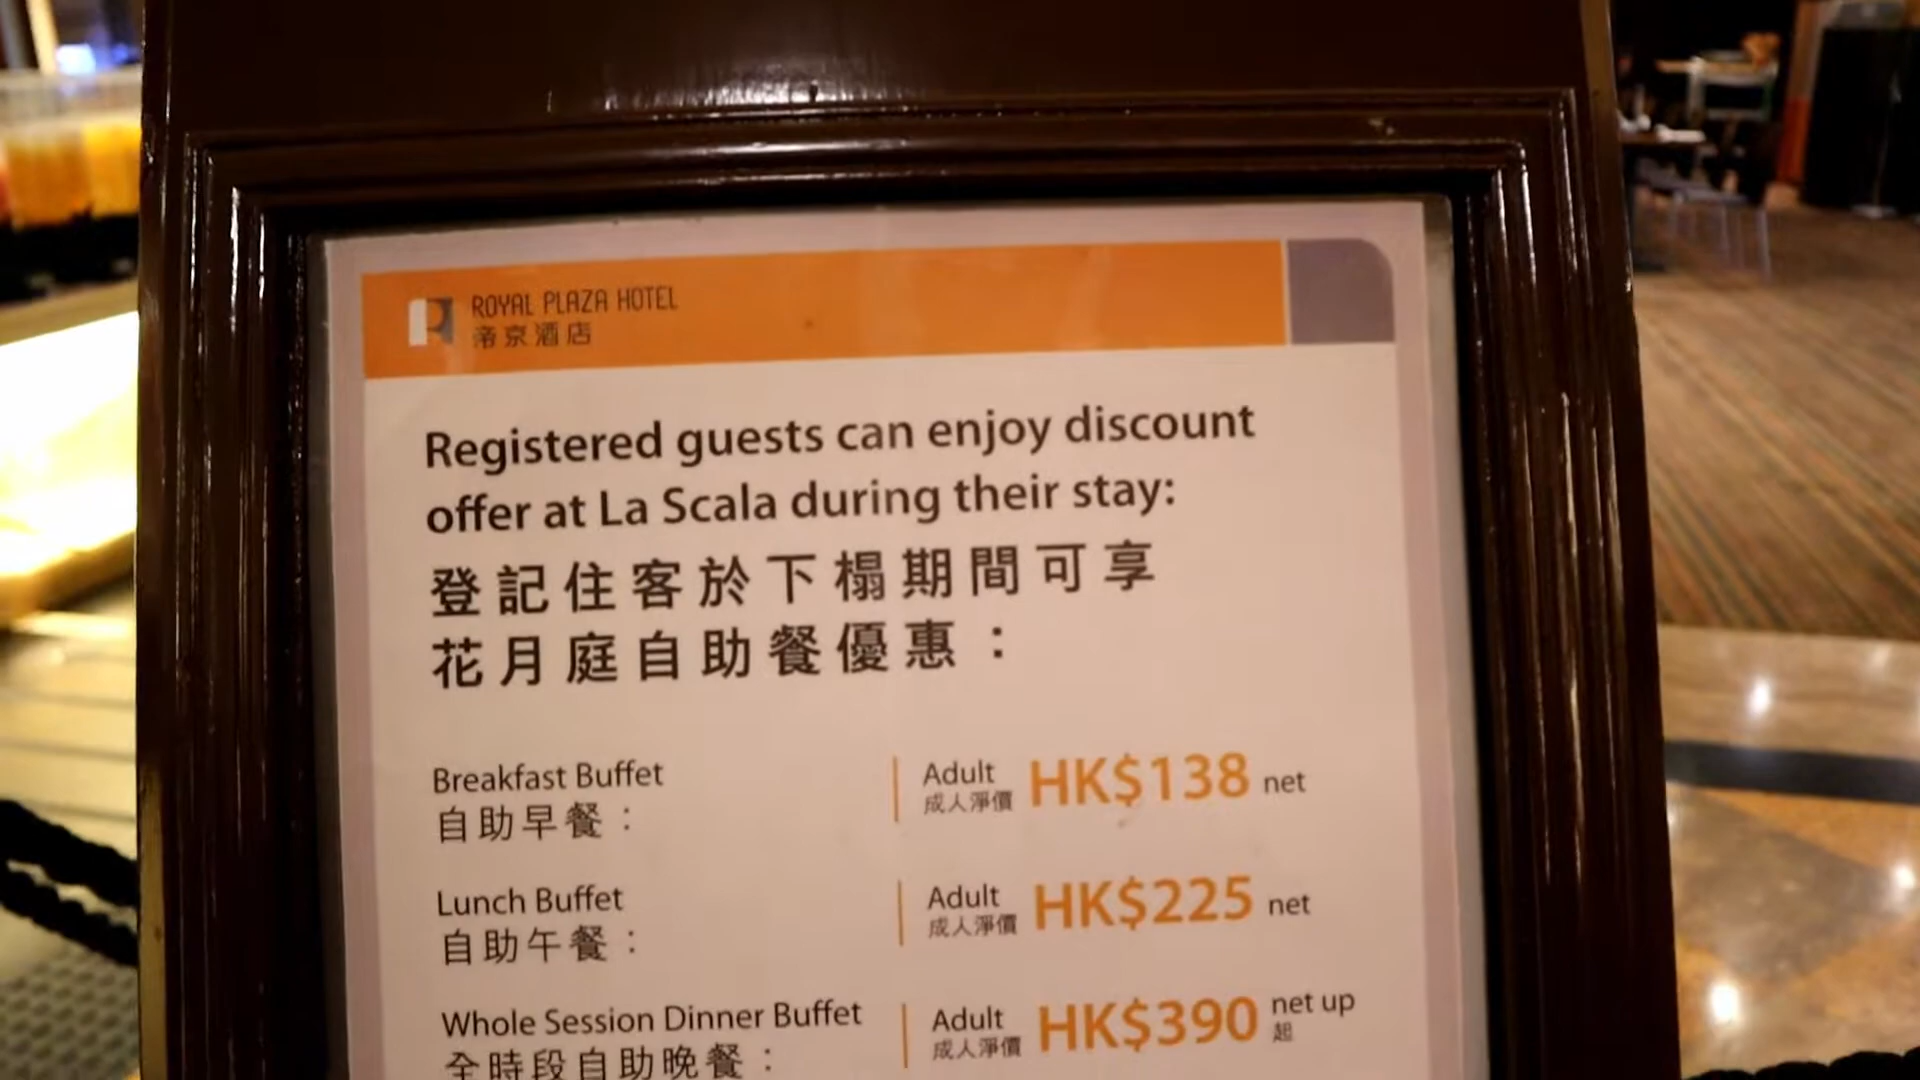 ROYAL PLAZA HOTEL
帝京酒店
Registered guests can enjoy discount
offer at La Scala during their stay:
登記住客於下榻期間可享
花月庭自助餐優惠：
Breakfast Buffet
自助早餐：
Adult HK$138 net
成人淨價
Lunch Buffet
自助午餐：
Adult HK$225 net
成人淨價
Whole Session Dinner Buffet
全時段自助晚餐：
Adult HK$390 net up
成人淨價 起